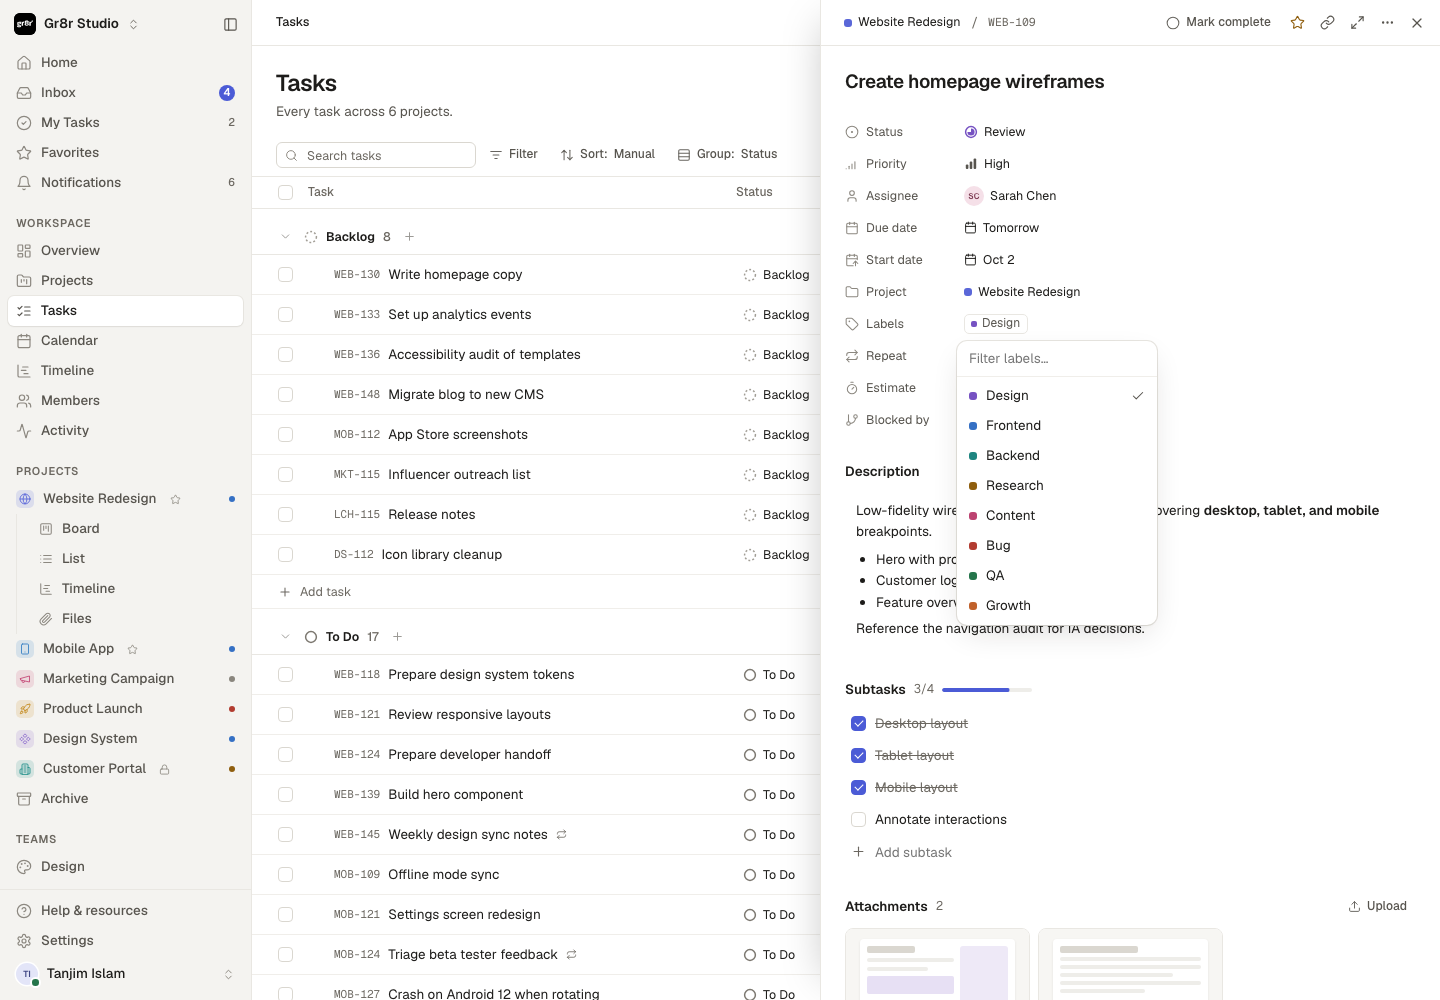 gr8r
Gr8r Studio
Home
Inbox 4
My Tasks 2
Favorites
Notifications 6
WORKSPACE
Overview
Projects
Tasks
Calendar
Timeline
Members
Activity
PROJECTS
Website Redesign
Board
List
Timeline
Files
Mobile App
Marketing Campaign
Product Launch
Design System
Customer Portal
Archive
TEAMS
Design
Help & resources
Settings
TI Tanjim Islam
Tasks
Tasks
Every task across 6 projects.
Search tasks Filter Sort: Manual Group: Status
Task Status
Backlog 8
WEB-130 Write homepage copy Backlog
WEB-133 Set up analytics events Backlog
WEB-136 Accessibility audit of templates Backlog
WEB-148 Migrate blog to new CMS Backlog
MOB-112 App Store screenshots Backlog
MKT-115 Influencer outreach list Backlog
LCH-115 Release notes Backlog
DS-112 Icon library cleanup Backlog
Add task
To Do 17
WEB-118 Prepare design system tokens To Do
WEB-121 Review responsive layouts To Do
WEB-124 Prepare developer handoff To Do
WEB-139 Build hero component To Do
WEB-145 Weekly design sync notes To Do
MOB-109 Offline mode sync To Do
MOB-121 Settings screen redesign To Do
MOB-124 Triage beta tester feedback To Do
MOB-127 Crash on Android 12 when rotating To Do
Website Redesign / WEB-109 Mark complete
Create homepage wireframes
Status Review
Priority High
Assignee SC Sarah Chen
Due date Tomorrow
Start date Oct 2
Project Website Redesign
Labels Design
Repeat
Estimate
Blocked by
Filter labels…
Design
Frontend
Backend
Research
Content
Bug
QA
Growth
Description
Low-fidelity wire overing desktop, tablet, and mobile
breakpoints.
Hero with pro
Customer log
Feature overv
Reference the navigation audit for IA decisions.
Subtasks 3/4
Desktop layout
Tablet layout
Mobile layout
Annotate interactions
Add subtask
Attachments 2 Upload